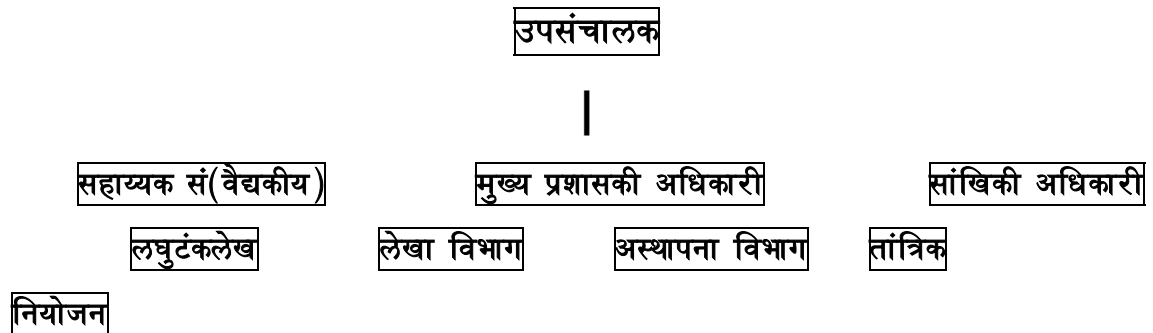 उपसंचालक
सहाय्यक सं(वैद्यकीय) मुख्य प्रशासकी अधिकारी सांखिकी अधिकारी
लघुटंकलेख लेखा विभाग अस्थापना विभाग तांत्रिक
नियोजन